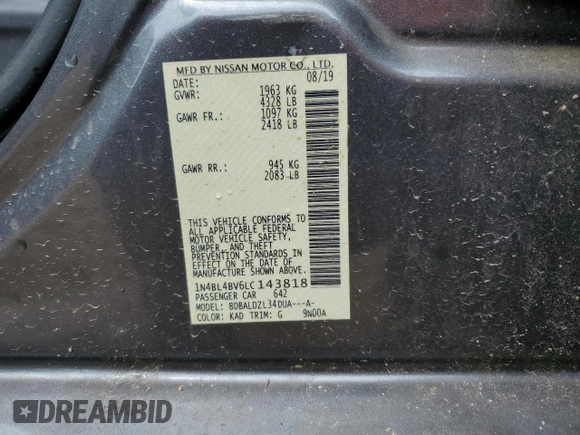 MFD BY NISSAN MOTOR CO., LTD.
DATE: 08/19
GVWR: 1963 KG
4328 LB
GAWR FR.: 1097 KG
2418 LB
GAWR RR.: 945 KG
2083 LB
THIS VEHICLE CONFORMS TO
ALL APPLICABLE FEDERAL
MOTOR VEHICLE SAFETY,
BUMPER, AND THEFT
PREVENTION STANDARDS IN
EFFECT ON THE DATE OF
MANUFACTURE SHOWN ABOVE.
1N4BL4BV6LC143818
PASSENGER CAR 642
MODEL: BDBALDZL34DUA---A-
COLOR: KAD TRIM: G 9N00A
DREAMBID